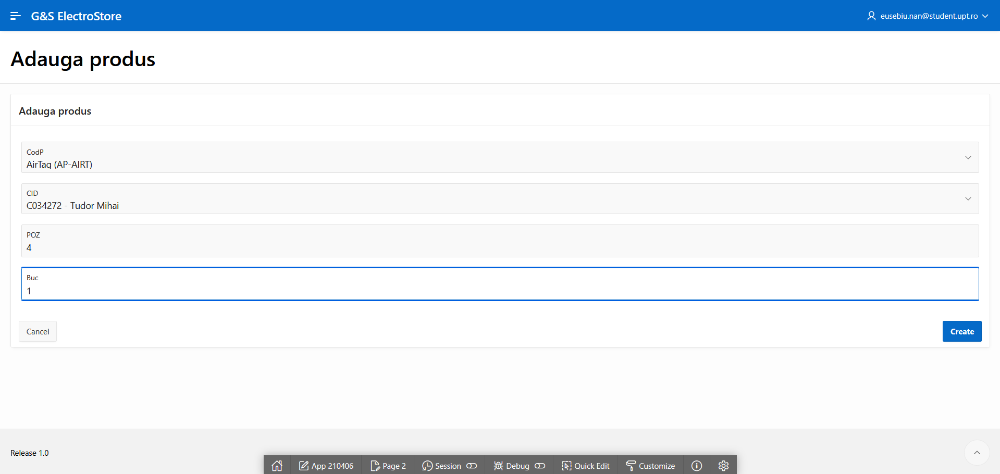 G&S ElectroStore
eusebiu.nan@student.upt.ro
Adauga produs
Adauga produs
CodP
AirTag (AP-AIRT)
CID
C034272 - Tudor Mihai
POZ
4
Buc
1
Cancel
Create
Release 1.0
App 210406
Page 2
Session
Debug
Quick Edit
Customize